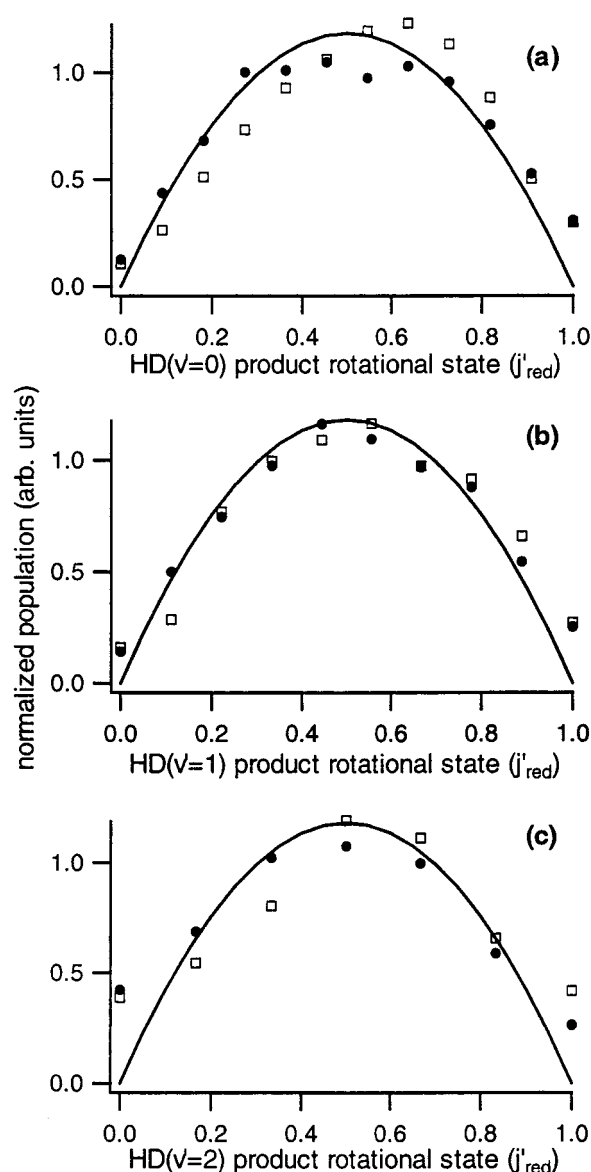 (a)
1.0
0.5
0.0
0.0 0.2 0.4 0.6 0.8 1.0
HD(v'=0) product rotational state (j'red)
normalized population (arb. units)
(b)
1.0
0.5
0.0
0.0 0.2 0.4 0.6 0.8 1.0
HD(v'=1) product rotational state (j'red)
(c)
1.0
0.5
0.0
0.0 0.2 0.4 0.6 0.8 1.0
HD(v'=2) product rotational state (j'red)